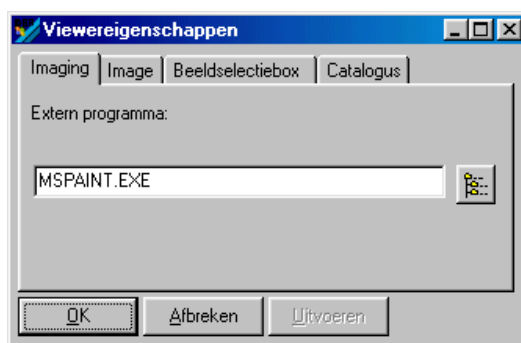 Viewereigenschappen
Imaging Image Beeldselectiebox Catalogus
Extern programma:
MSPAINT.EXE
OK Afbreken Uitvoeren